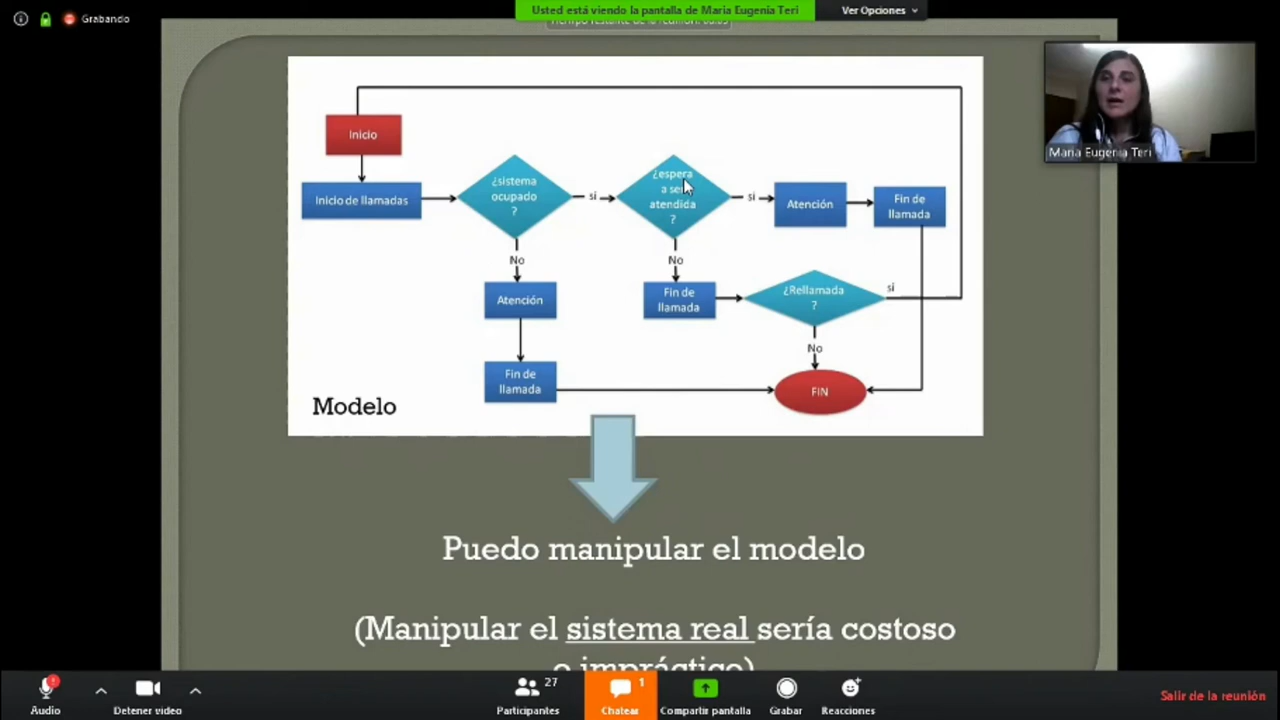 Grabando
Usted está viendo la pantalla de Maria Eugenia Teri
Ver Opciones
Maria Eugenia Teri
Inicio
Inicio de llamadas
¿sistema
ocupado
?
si
¿espera
a ser
atendida
?
si
Atención
Fin de
llamada
No
No
Atención
Fin de
llamada
¿Rellamada
?
si
No
Fin de
llamada
FIN
Modelo
Puedo manipular el modelo
(Manipular el sistema real sería costoso
o impráctico)
Audio
Detener video
Participantes
27
Chatear
1
Compartir pantalla
Grabar
Reacciones
Salir de la reunión